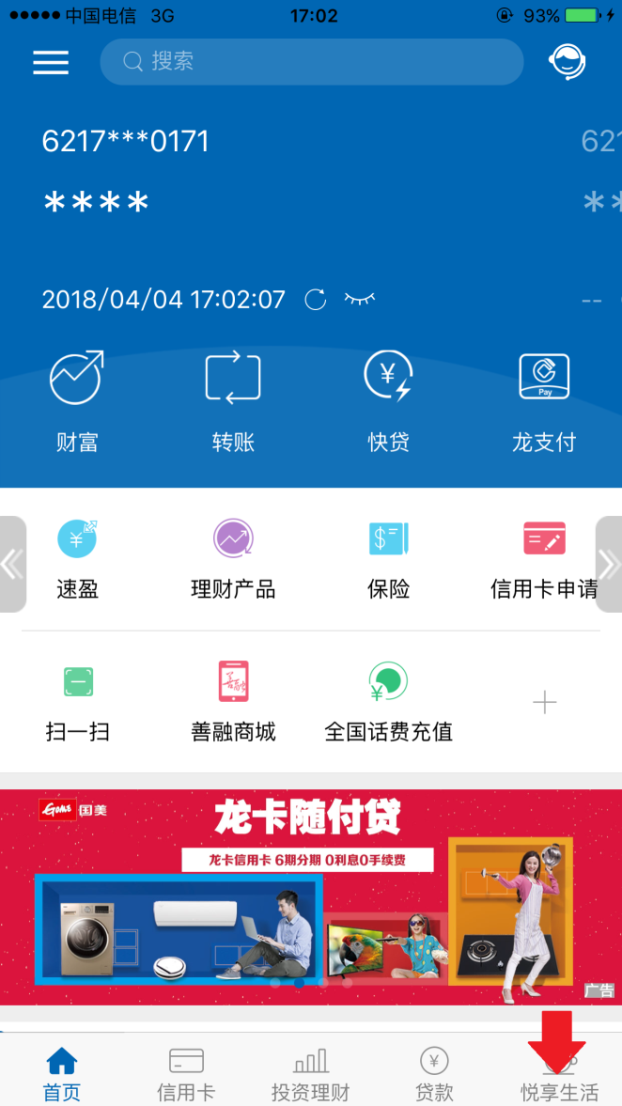 中国电信 3G 17:02 93%
搜索
6217***0171 621
**** **
2018/04/04 17:02:07 --
财富 转账 快贷 龙支付
Pay
速盈 理财产品 保险 信用卡申请
扫一扫 善融商城 全国话费充值
GoMe 国美
龙卡随付贷
龙卡信用卡 6期分期 0利息0手续费
广告
首页 信用卡 投资理财 贷款 悦享生活